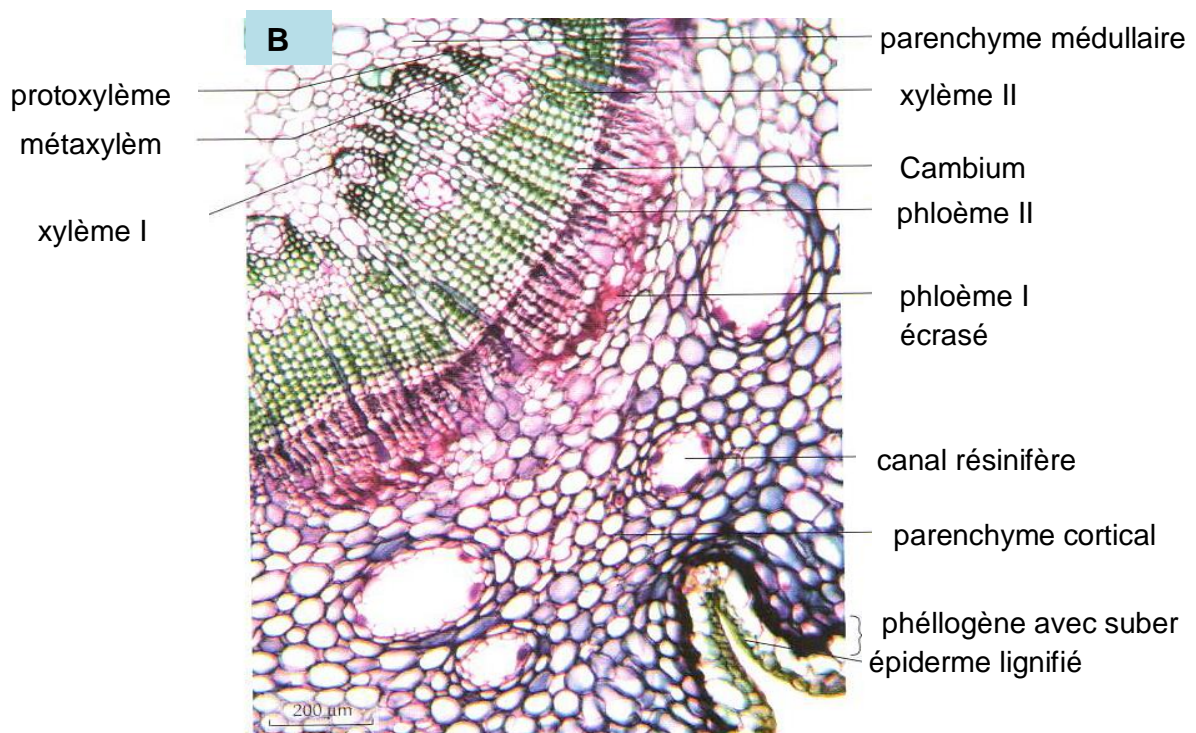 B
parenchyme médullaire
protoxylème
xylème II
métaxylèm
Cambium
phloème II
xylème I
phloème I
écrasé
canal résinifère
parenchyme cortical
phéllogène avec suber
épiderme lignifié
200 µm